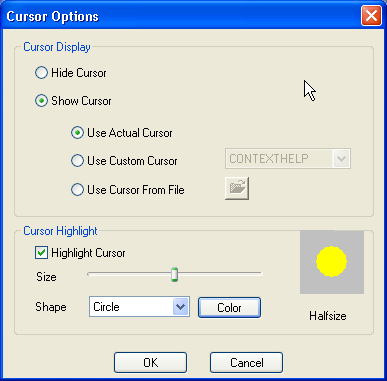 Cursor Options
Cursor Display
Hide Cursor
Show Cursor
Use Actual Cursor
Use Custom Cursor CONTEXTHELP
Use Cursor From File
Cursor Highlight
Highlight Cursor
Size
Shape Circle Color
Halfsize
OK Cancel